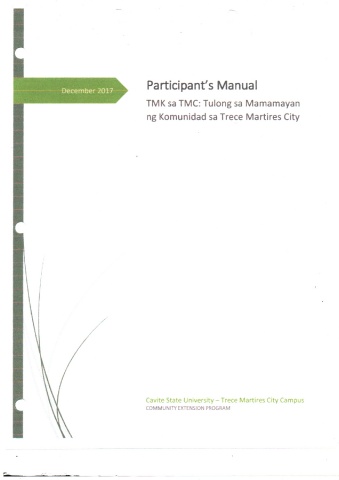 December 2017
Participant's Manual
TMK sa TMC: Tulong sa Mamamayan
ng Komunidad sa Trece Martires City
Cavite State University – Trece Martires City Campus
COMMUNITY EXTENSION PROGRAM